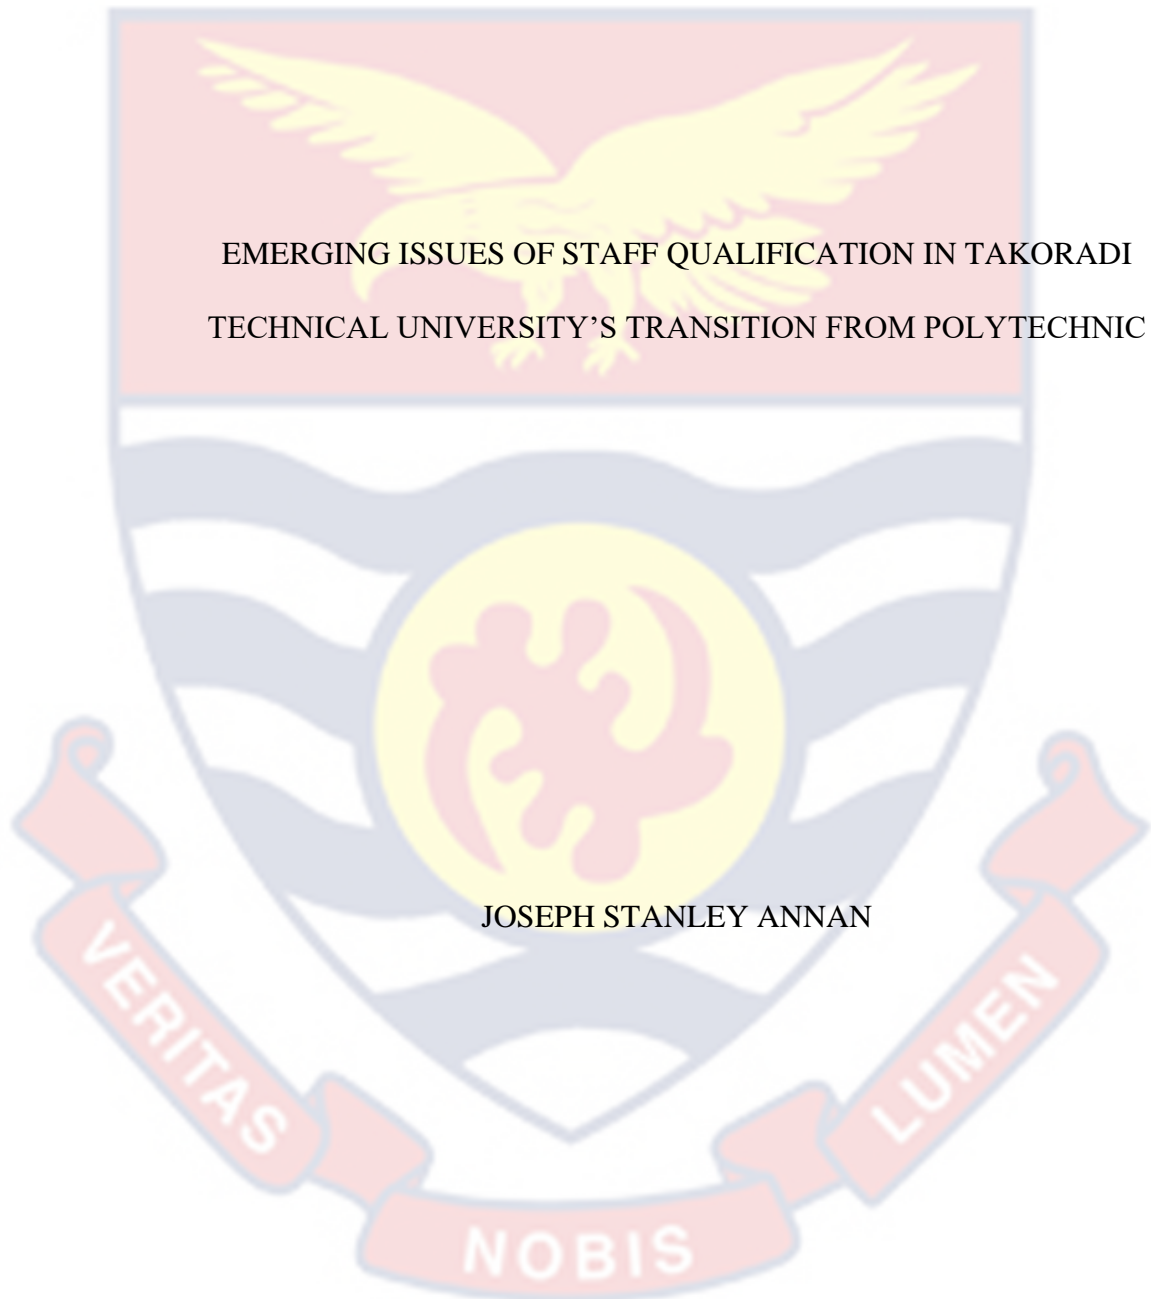 EMERGING ISSUES OF STAFF QUALIFICATION IN TAKORADI
TECHNICAL UNIVERSITY’S TRANSITION FROM POLYTECHNIC
JOSEPH STANLEY ANNAN
VERITAS
NOBIS
LUMEN